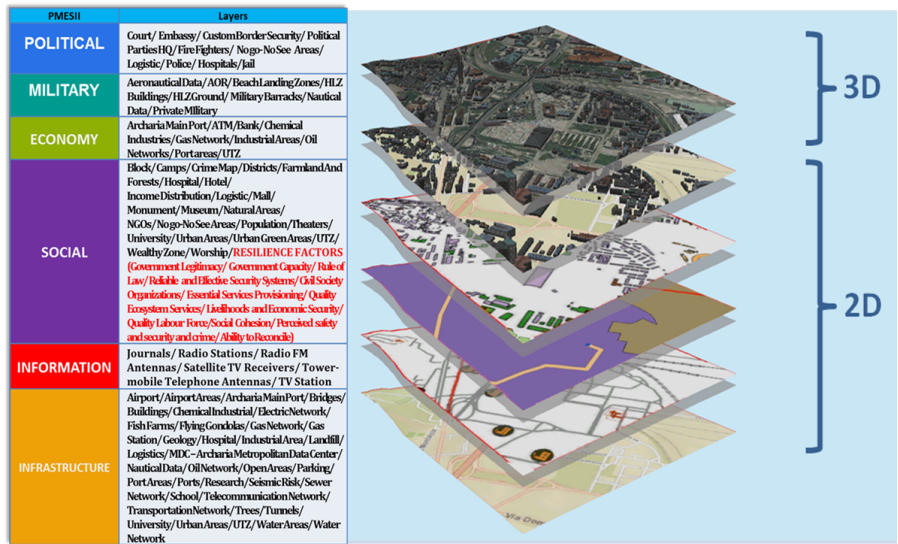 PMESII
Layers
POLITICAL
Court/ Embassy/ Custom Border Security/ Political
Parties HQ/ Fire Fighters/ No go-No See Areas/
Logistic/ Police/ Hospitals/Jail
MILITARY
Aeronautical Data/AOR/Beach Landing Zones/HLZ
Buildings/HLZ Ground/ Military Barracks/Nautical
Data/Private MIlitary
ECONOMY
Archaria Main Port/ATM/Bank/Chemical
Industries/Gas Network/Industrial Areas/Oil
Networks/Port areas/UTZ
SOCIAL
Block/Camps/Crime Map/Districts/Farmland And
Forests/Hospital/Hotel/
Income Distribution/Logistic/Mall/
Monument/Museum/Natural Areas/
NGOs/No go-No See Areas/Population/Theaters/
University/Urban Areas/Urban Green Areas/UTZ/
Wealthy Zone/Worship/RESILIENCE FACTORS
(Government Legitimacy/ Government Capacity/ Rule of
Law/Reliable and Effective Security Systems/Civil Society
Organizations/ Essential Services Provisioning/ Quality
Ecosystem Services/ Livelihoods and Economic Security/
Quality Labour Force/Social Cohesion/ Perceived safety
and security and crime/ Ability to Reconcile)
INFORMATION
Journals/ Radio Stations/ Radio FM
Antennas/ Satellite TV Receivers/ Tower-
mobile Telephone Antennas/ TV Station
INFRASTRUCTURE
Airport/Airport Areas/Archaria Main Port/Bridges/
Buildings/Chemical Industrial/Electric Network/
Fish Farms/Flying Gondolas/Gas Network/Gas
Station/Geology/Hospital/Industrial Area/Landfill/
Logistics/MDC – Archaria Metropolitan Data Center/
Nautical Data/Oil Network/Open Areas/Parking/
Port Areas/Ports/Research/Seismic Risk/Sewer
Network/School/Telecommunication Network/
Transportation Network/Trees/Tunnels/
University/Urban Areas/UTZ/Water Areas/Water
Network
3D
2D
Via Dom